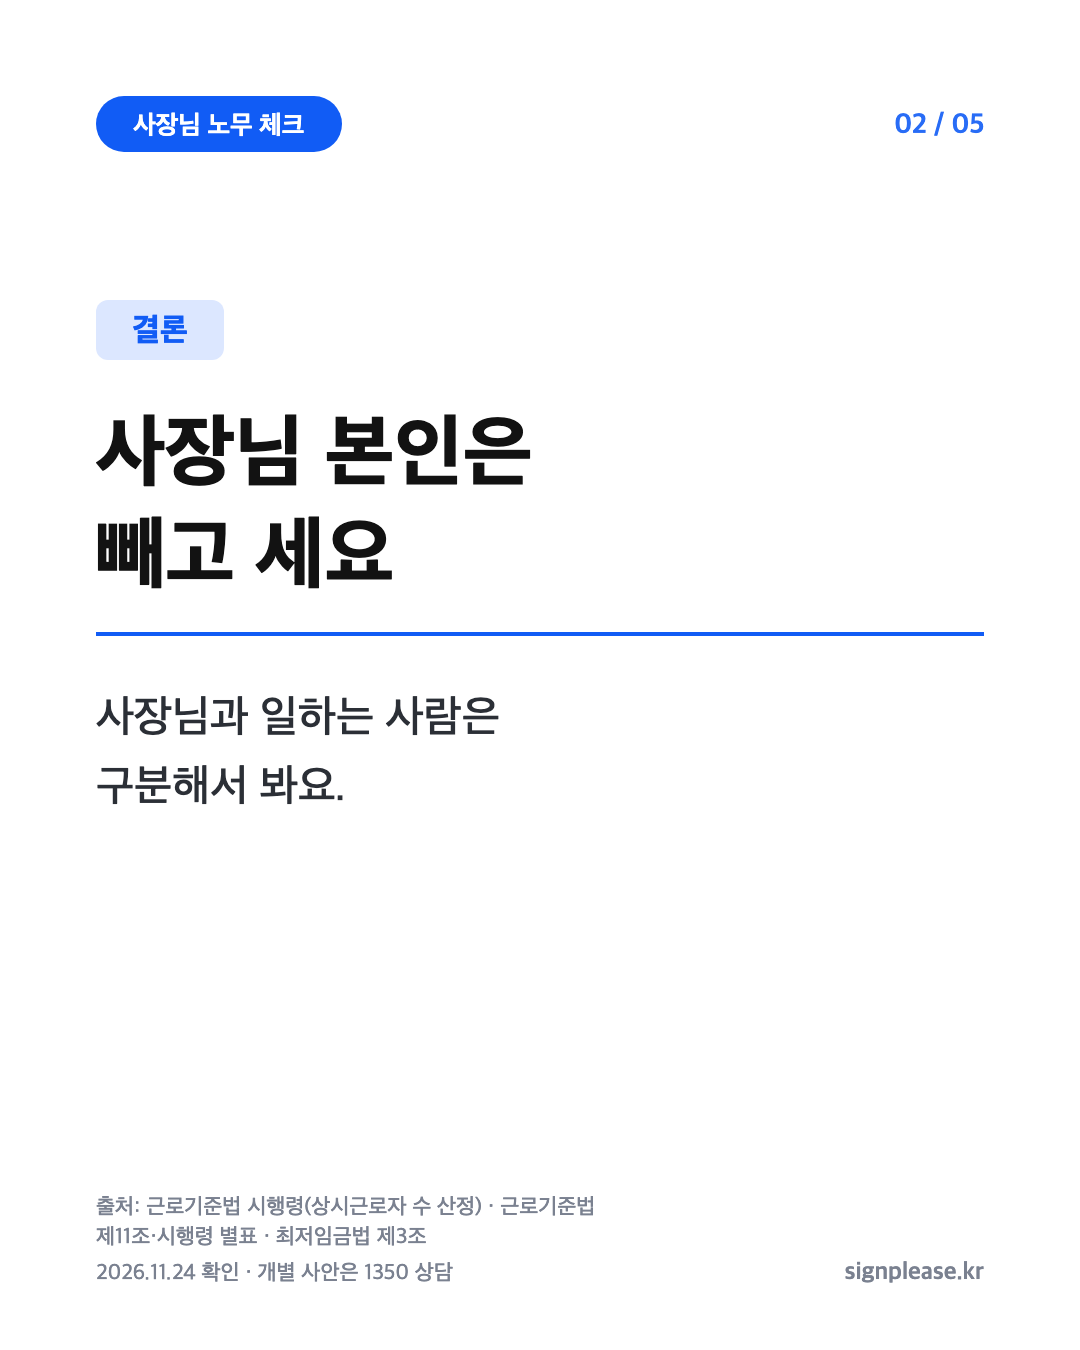 사장님 노무 체크
02 / 05
결론
사장님 본인은
빼고 세요
사장님과 일하는 사람은
구분해서 봐요.
출처: 근로기준법 시행령(상시근로자 수 산정) · 근로기준법
제11조·시행령 별표 · 최저임금법 제3조
2026.11.24 확인 · 개별 사안은 1350 상담
signplease.kr